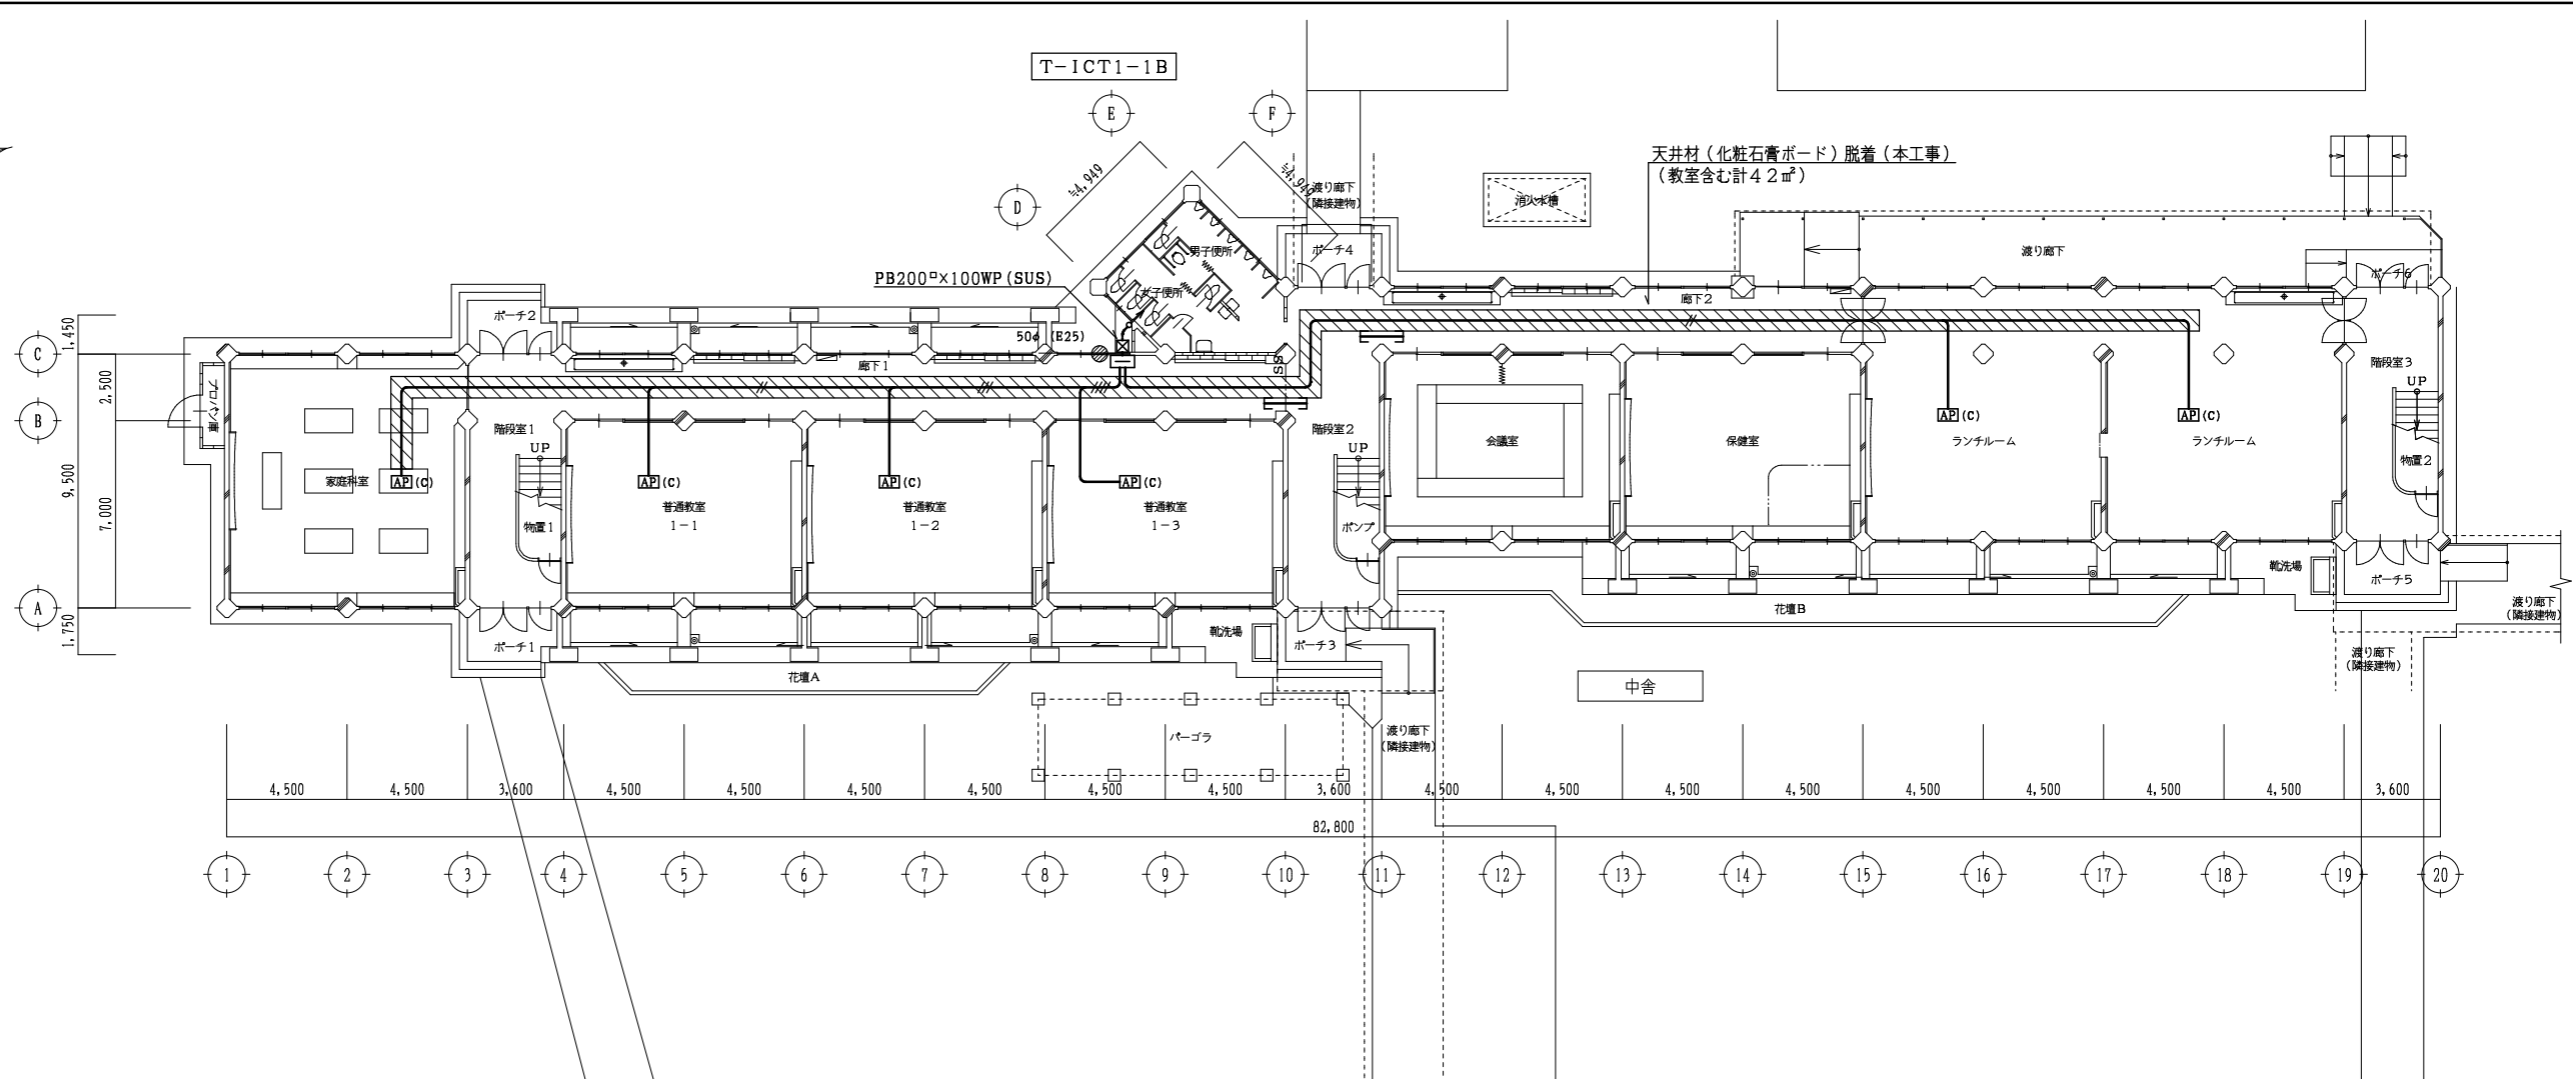 T-ICT1-1B
E
F
D
≒4,949
≒4,949
天井材（化粧石膏ボード）脱着（本工事）
（教室含む計42㎡）
渡り廊下
（隣接建物）
消火水槽
男子便所
女子便所
ポーチ4
渡り廊下
ポーチ6
PB200□×100WP(SUS)
50φ (E25)
ポーチ2
廊下1
廊下2
C
B
A
1,450
2,500
9,500
7,000
1,750
プロパン庫
階段室1
UP
階段室2
UP
階段室3
UP
会議室
保健室
AP(C)
ランチルーム
AP(C)
ランチルーム
物置2
家庭科室
AP(C)
AP(C)
AP(C)
AP(C)
普通教室
1-1
普通教室
1-2
普通教室
1-3
物置1
ポンプ
SS
靴洗場
ポーチ5
花壇B
渡り廊下
（隣接建物）
渡り廊下
（隣接建物）
ポーチ1
靴洗場
ポーチ3
花壇A
中舎
パーゴラ
渡り廊下
（隣接建物）
4,500
4,500
3,600
4,500
4,500
4,500
4,500
4,500
4,500
3,600
4,500
4,500
4,500
4,500
4,500
4,500
4,500
4,500
3,600
82,800
1
2
3
4
5
6
7
8
9
10
11
12
13
14
15
16
17
18
19
20